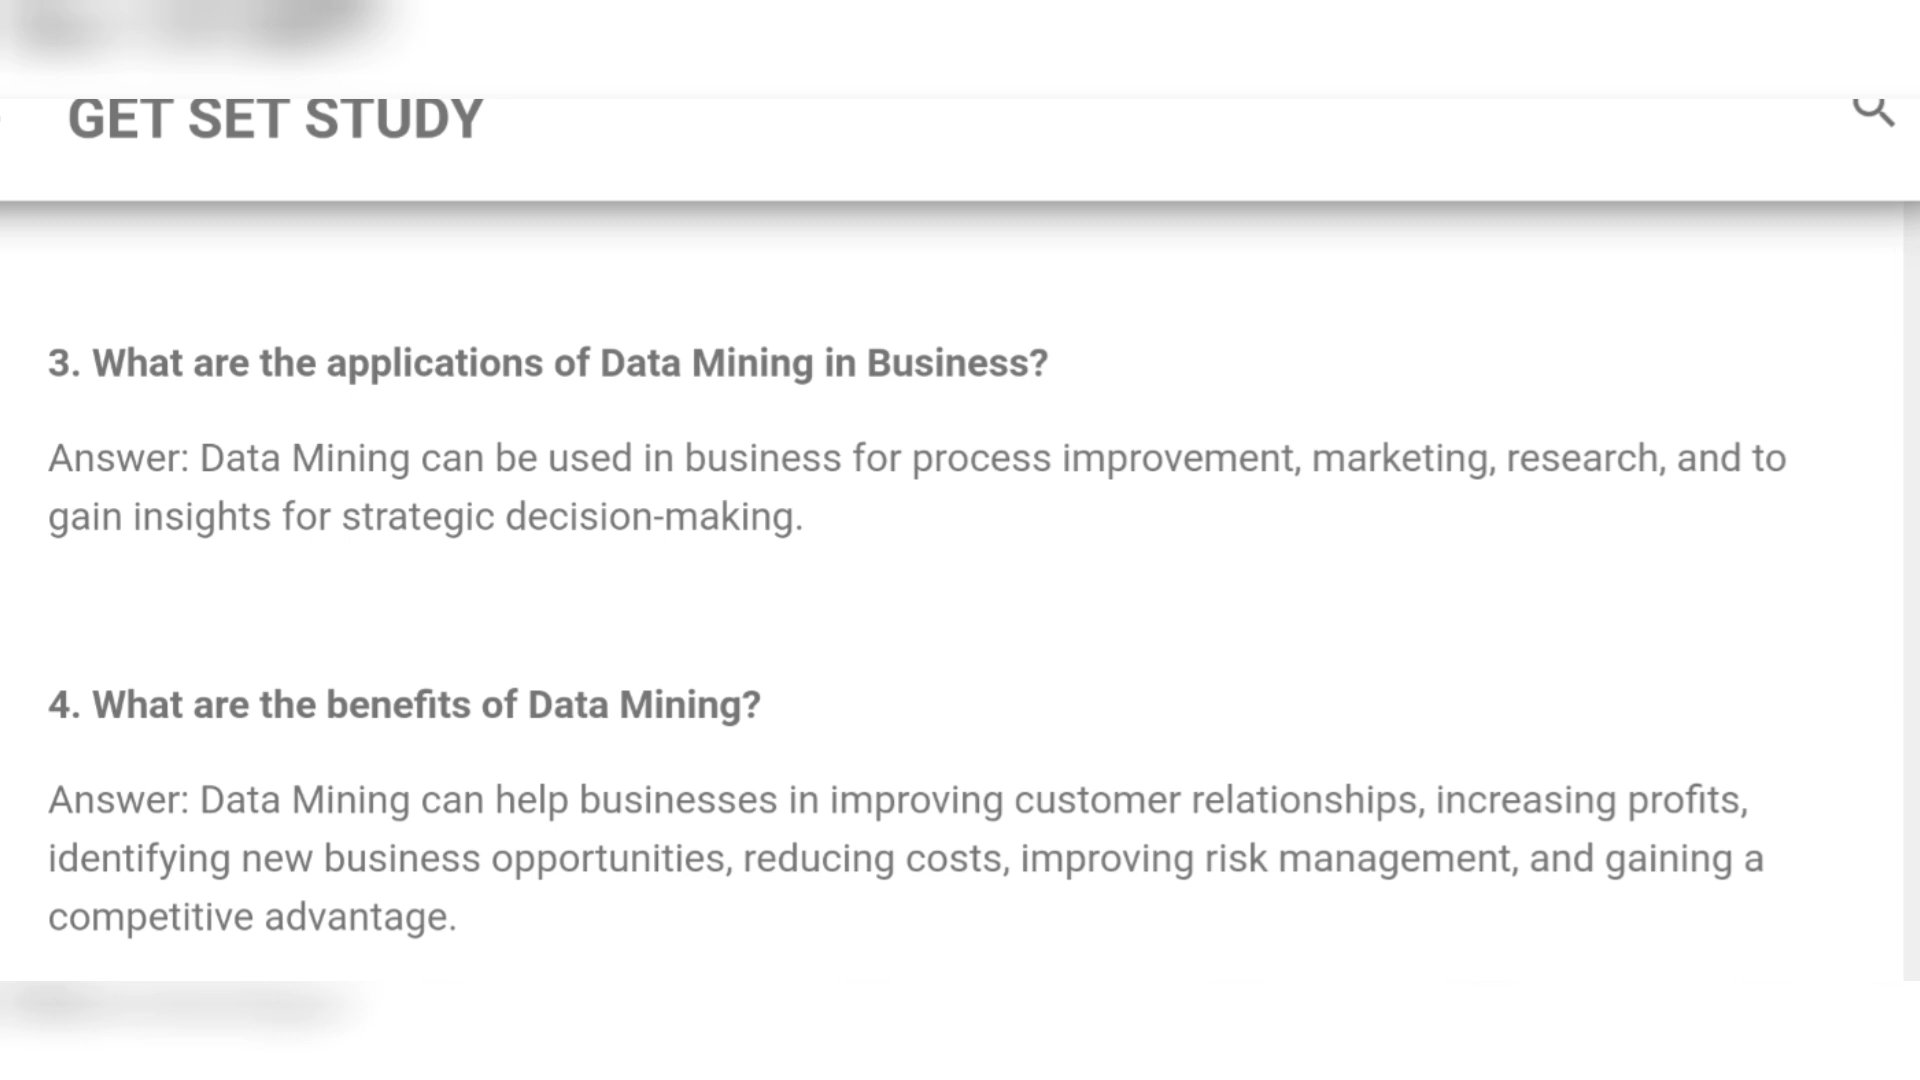 GET SET STUDY
3. What are the applications of Data Mining in Business?
Answer: Data Mining can be used in business for process improvement, marketing, research, and to
gain insights for strategic decision-making.
4. What are the benefits of Data Mining?
Answer: Data Mining can help businesses in improving customer relationships, increasing profits,
identifying new business opportunities, reducing costs, improving risk management, and gaining a
competitive advantage.